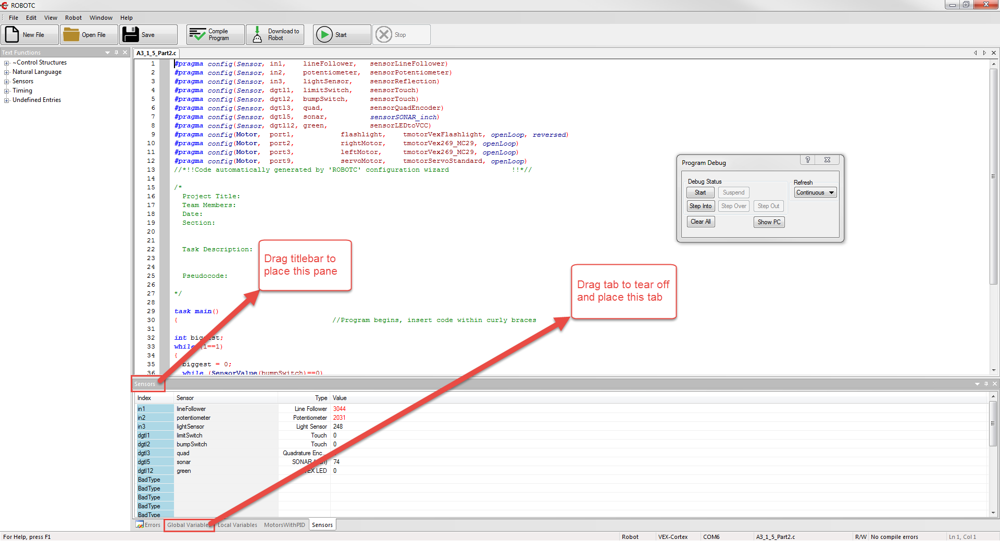 ROBOTC
File Edit View Robot Window Help
New File Open File Save Compile Program Download to Robot Start Stop
Text Functions
~Control Structures
Natural Language
Sensors
Timing
Undefined Entries
A3_1_5_Part2.c
1 #pragma config(Sensor, in1, lineFollower, sensorLineFollower)
2 #pragma config(Sensor, in2, potentiometer, sensorPotentiometer)
3 #pragma config(Sensor, in3, lightSensor, sensorReflection)
4 #pragma config(Sensor, dgtl1, limitSwitch, sensorTouch)
5 #pragma config(Sensor, dgtl2, bumpSwitch, sensorTouch)
6 #pragma config(Sensor, dgtl3, quad, sensorQuadEncoder)
7 #pragma config(Sensor, dgtl5, sonar, sensorSONAR_inch)
8 #pragma config(Sensor, dgtl12, green, sensorLEDtoVCC)
9 #pragma config(Motor, port1, flashlight, tmotorVexFlashlight, openLoop, reversed)
10 #pragma config(Motor, port2, rightMotor, tmotorVex269_MC29, openLoop)
11 #pragma config(Motor, port3, leftMotor, tmotorVex269_MC29, openLoop)
12 #pragma config(Motor, port9, servoMotor, tmotorServoStandard, openLoop)
13 //*!!Code automatically generated by 'ROBOTC' configuration wizard !!*//
14
15 /*
16 Project Title:
17 Team Members:
18 Date:
19 Section:
20
21
22 Task Description:
23
24
25 Pseudocode:
26
27 */
28
29 task main()
30 { //Program begins, insert code within curly braces
31
32 int biggest;
33 while (1==1)
34 {
35 biggest = 0;
36 while (SensorValue(bumpSwitch)==0)
Drag titlebar to
place this pane
Drag tab to tear off
and place this tab
Program Debug
Debug Status
Refresh
Start Suspend Continuous
Step Into Step Over Step Out
Clear All Show PC
Sensors
Index Sensor Type Value
in1 lineFollower Line Follower 3044
in2 potentiometer Potentiometer 2031
in3 lightSensor Light Sensor 248
dgtl1 limitSwitch Touch 0
dgtl2 bumpSwitch Touch 0
dgtl3 quad Quadrature Enc...
dgtl5 sonar SONAR 74
dgtl12 green LED 0
BadType
BadType
BadType
BadType
BadType
Errors Global Variables Local Variables MotorsWithPID Sensors
For Help, press F1 Robot VEX-Cortex COM6 A3_1_5_Part2.c R/W No compile errors Ln 1, Col 1